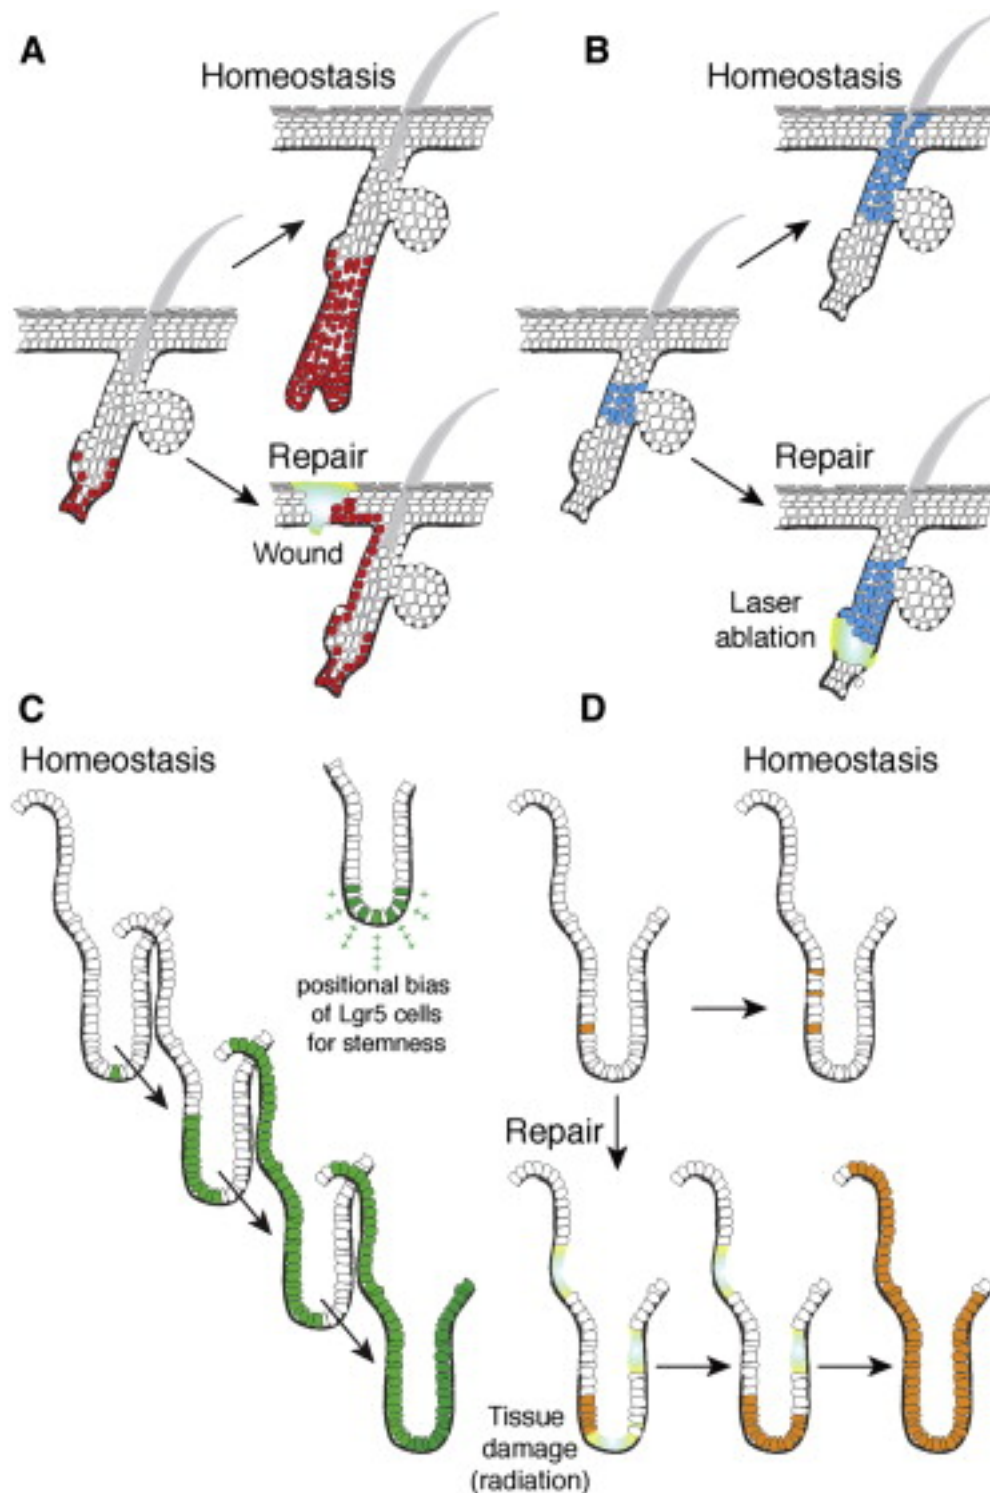 A
Homeostasis
Repair
Wound
B
Homeostasis
Repair
Laser
ablation
C
Homeostasis
positional bias
of Lgr5 cells
for stemness
D
Homeostasis
Repair
Tissue
damage
(radiation)